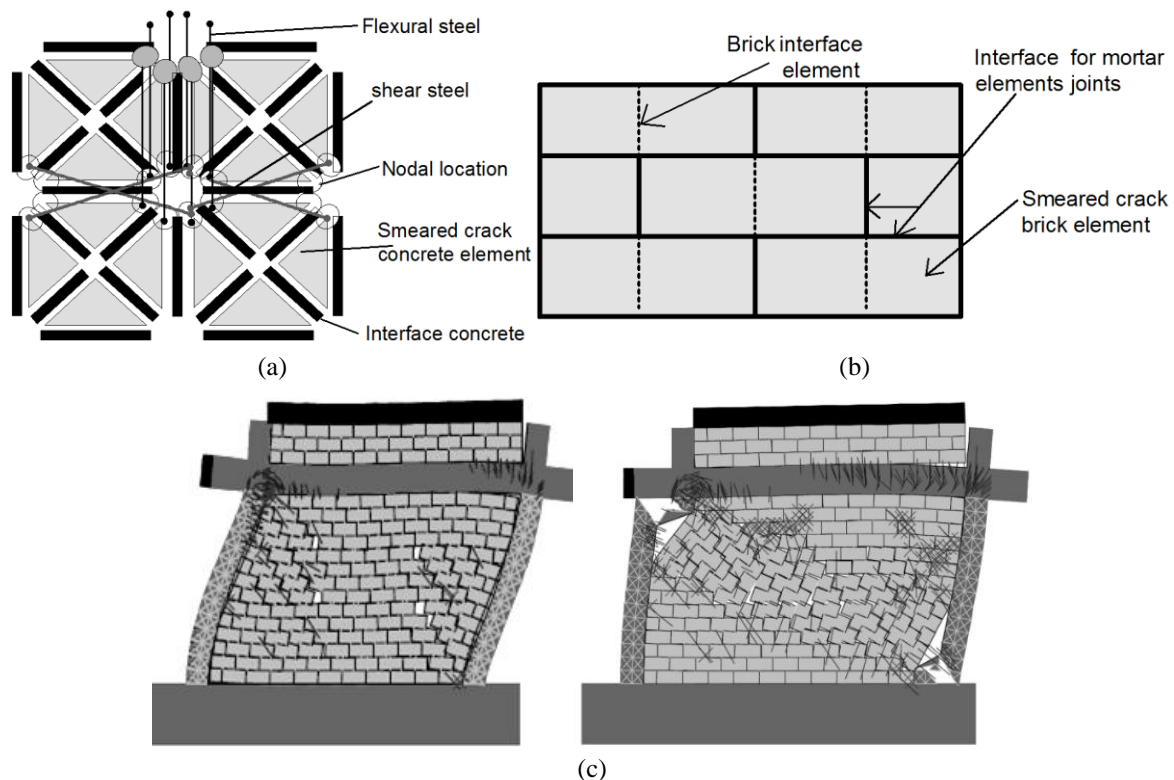 Flexural steel
shear steel
Nodal location
Smeared crack
concrete element
Interface concrete
(a)
Brick interface
element
Interface for mortar
elements joints
Smeared crack
brick element
(b)
(c)